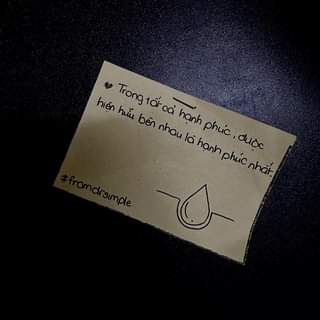 Trong tất cả hạnh phúc, được
hiện hữu bên nhau là hạnh phúc nhất.
#fromdrsimple